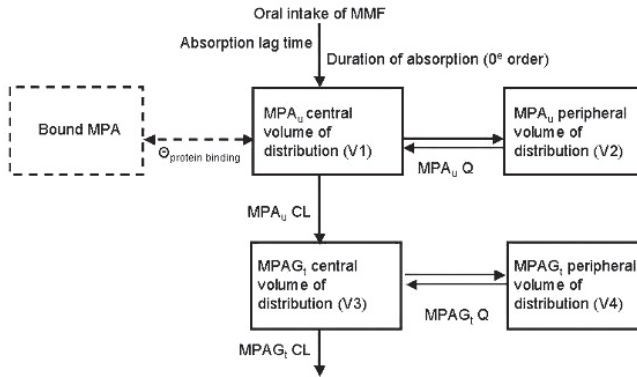 Oral intake of MMF
Absorption lag time
Duration of absorption (0e order)
Bound MPA
Θprotein binding
MPAu central
volume of
distribution (V1)
MPAu peripheral
volume of
distribution (V2)
MPAu Q
MPAu CL
MPAGt central
volume of
distribution (V3)
MPAGt peripheral
volume of
distribution (V4)
MPAGt Q
MPAGt CL